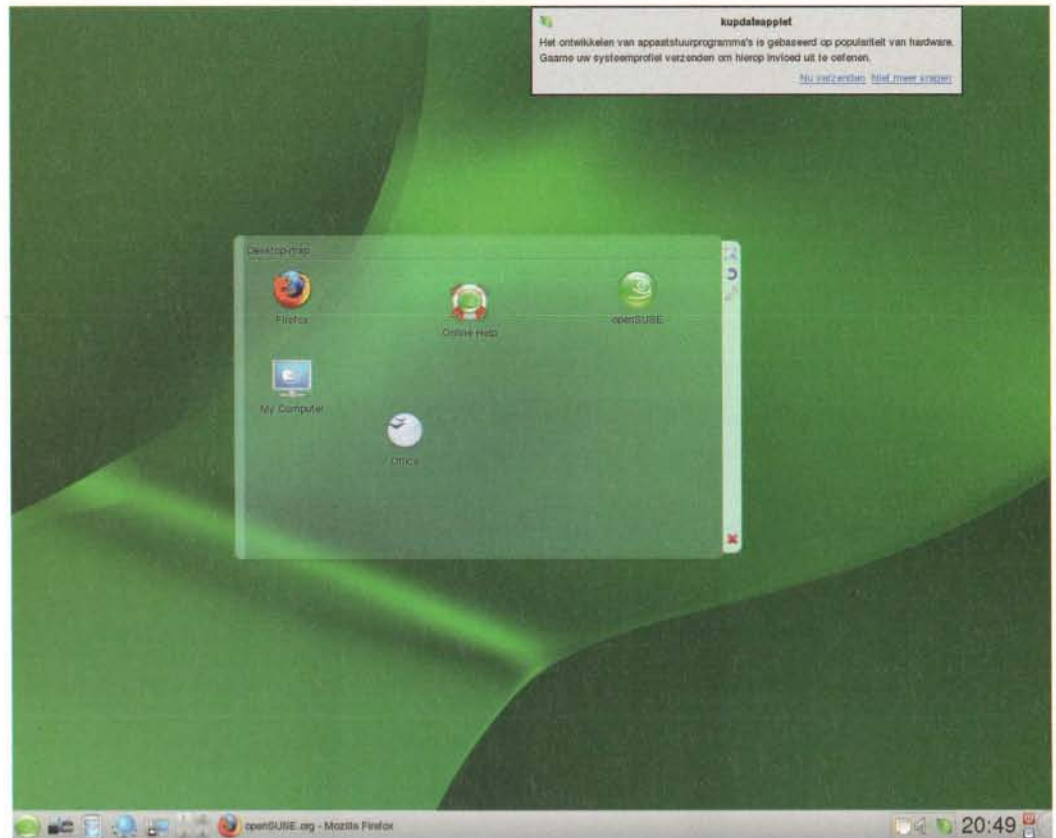 kupdateapplet
Het ontwikkelen van appaatstuurprogramma's is gebaseerd op populariteit van hardware.
Gaarne uw systeemprofiel verzenden om hierop invloed uit te oefenen.
Nu verzenden Niet meer vragen
Desktop-map
Firefox
Online Help
openSUSE
My Computer
Office
openSUSE.org - Mozilla Firefox
20:49